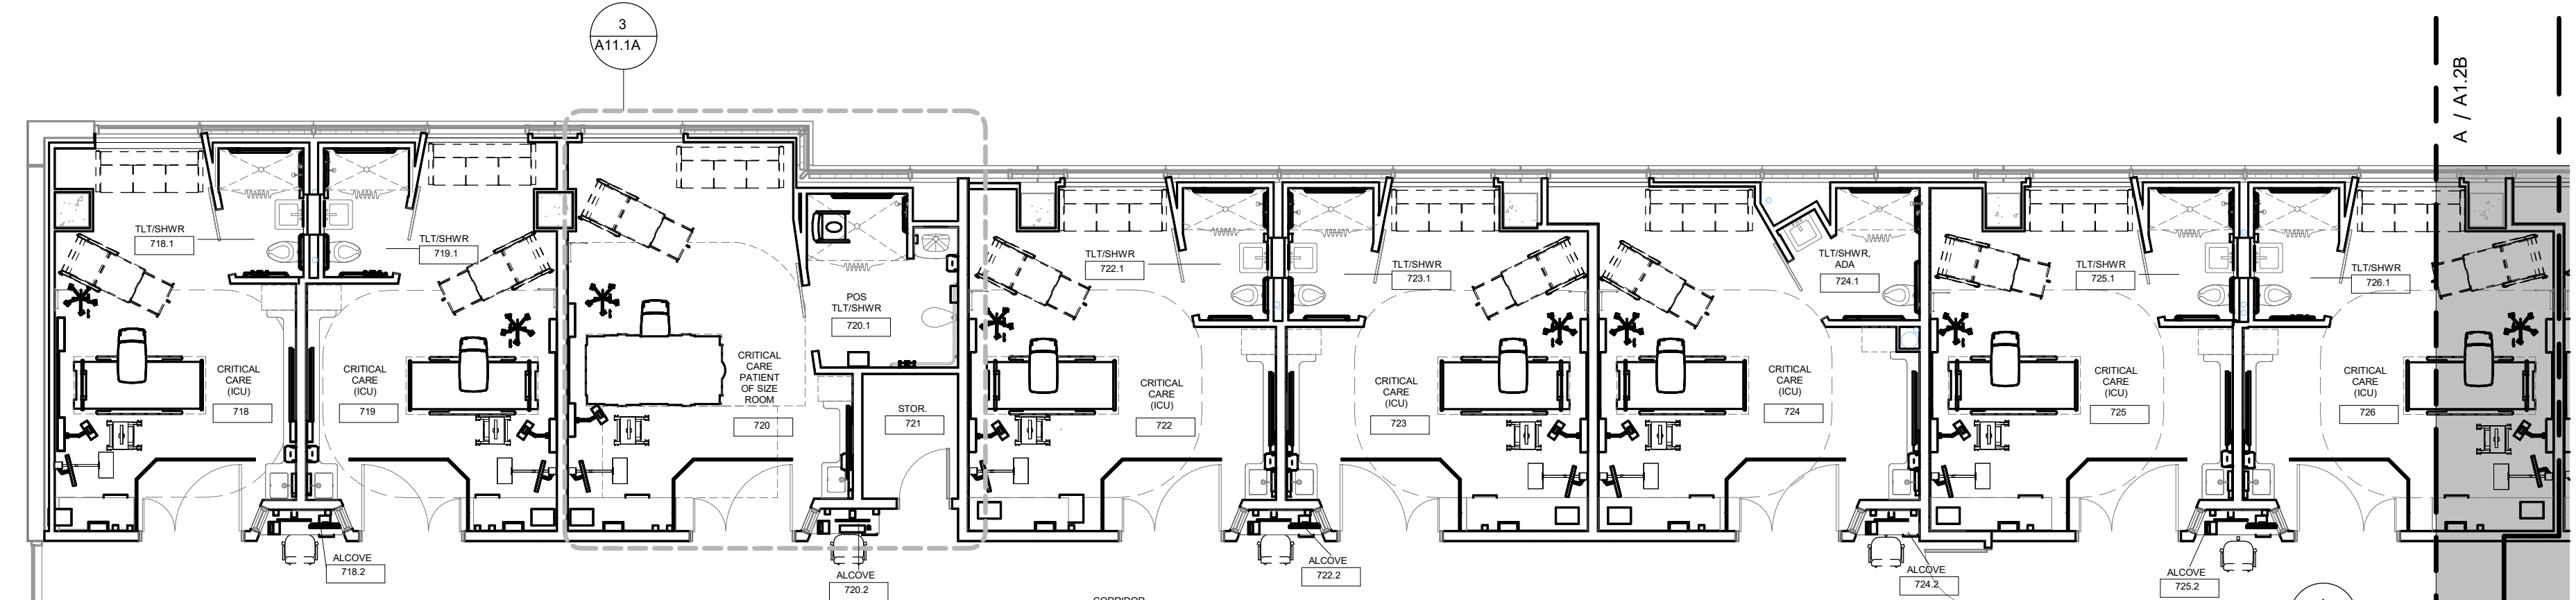 3
A11.1A
A / A1.2B
TLT/SHWR
718.1
TLT/SHWR
719.1
POS
TLT/SHWR
720.1
TLT/SHWR
722.1
TLT/SHWR
723.1
TLT/SHWR,
ADA
724.1
TLT/SHWR
725.1
TLT/SHWR
726.1
CRITICAL
CARE
(ICU)
718
CRITICAL
CARE
(ICU)
719
CRITICAL
CARE
PATIENT
OF SIZE
ROOM
720
STOR.
721
CRITICAL
CARE
(ICU)
722
CRITICAL
CARE
(ICU)
723
CRITICAL
CARE
(ICU)
724
CRITICAL
CARE
(ICU)
725
CRITICAL
CARE
(ICU)
726
ALCOVE
718.2
ALCOVE
720.2
ALCOVE
722.2
ALCOVE
724.2
ALCOVE
725.2
CORRIDOR